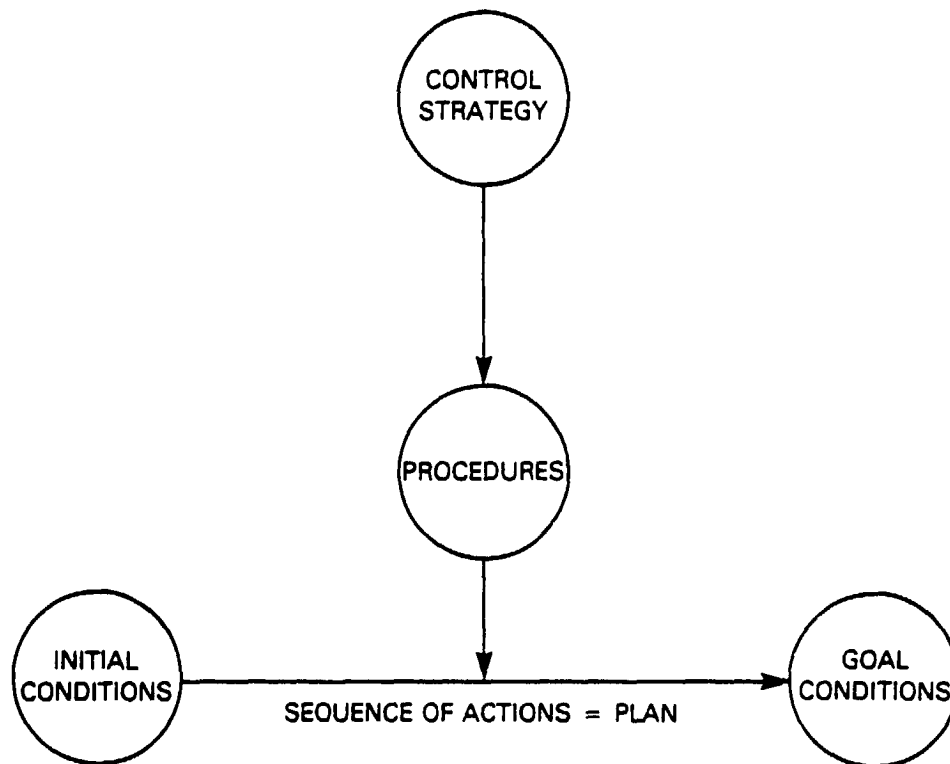 CONTROL
STRATEGY
PROCEDURES
INITIAL
CONDITIONS
GOAL
CONDITIONS
SEQUENCE OF ACTIONS = PLAN